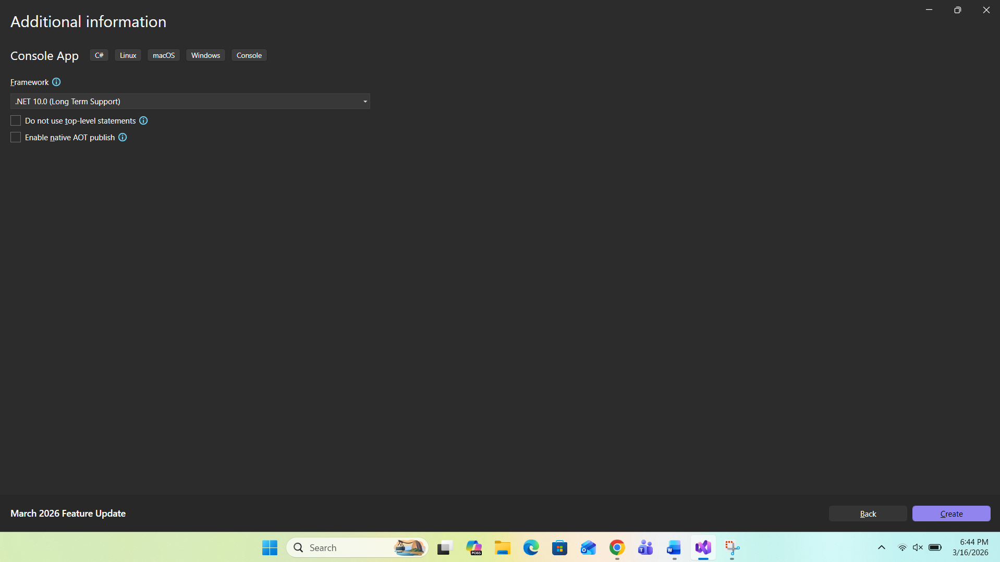 Additional information
Console App C# Linux macOS Windows Console
Framework
.NET 10.0 (Long Term Support)
Do not use top-level statements
Enable native AOT publish
March 2026 Feature Update
Back Create
Search
M365
6:44 PM
3/16/2026